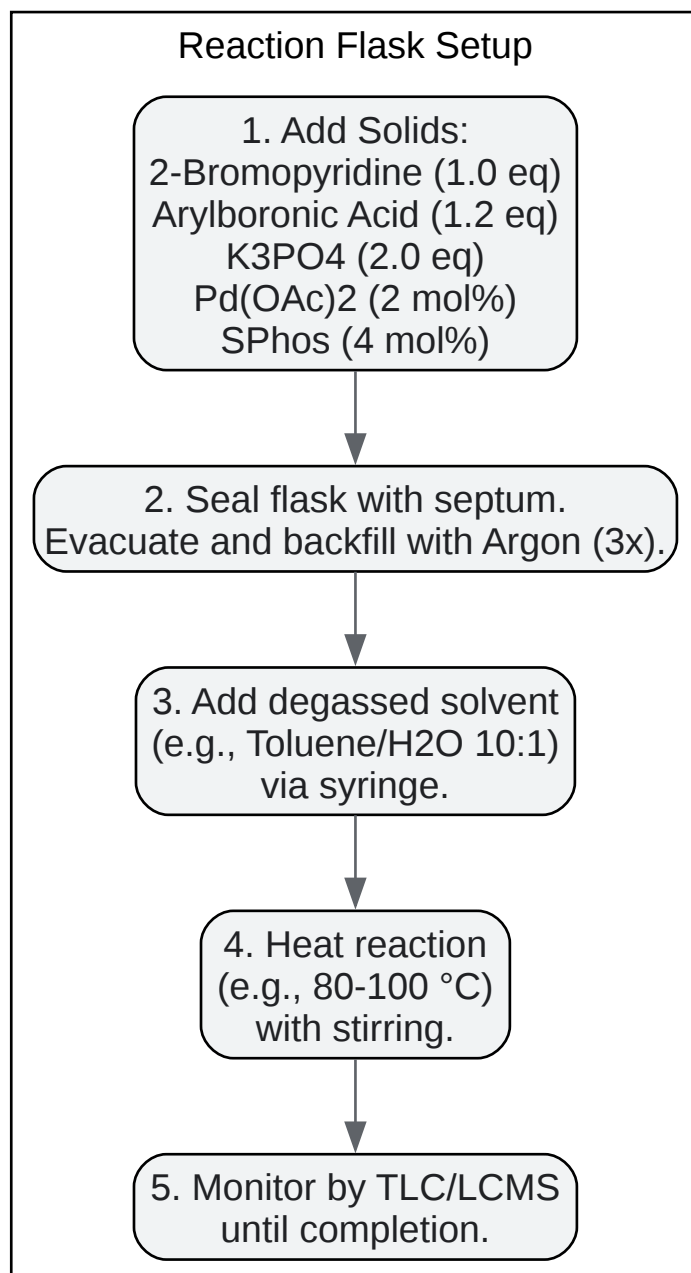 Reaction Flask Setup
1. Add Solids:
2-Bromopyridine (1.0 eq)
Arylboronic Acid (1.2 eq)
K3PO4 (2.0 eq)
Pd(OAc)2 (2 mol%)
SPhos (4 mol%)
2. Seal flask with septum.
Evacuate and backfill with Argon (3x).
3. Add degassed solvent
(e.g., Toluene/H2O 10:1)
via syringe.
4. Heat reaction
(e.g., 80-100 °C)
with stirring.
5. Monitor by TLC/LCMS
until completion.